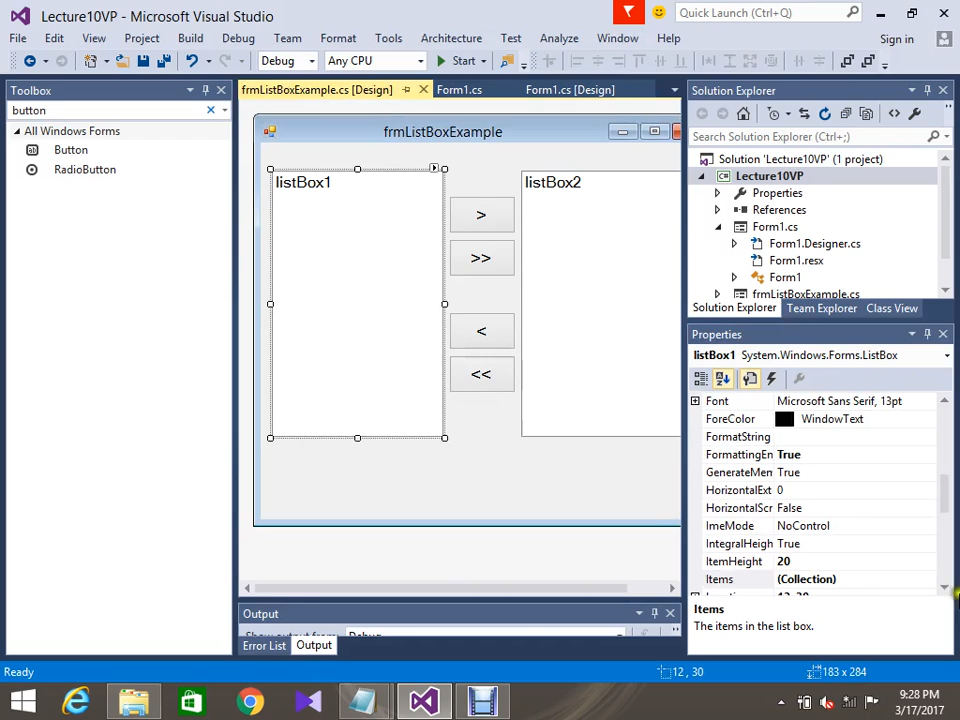 Lecture10VP - Microsoft Visual Studio
Quick Launch (Ctrl+Q)
File Edit View Project Build Debug Team Format Tools Architecture Test Analyze Window Help
Sign in
Debug Any CPU Start
Toolbox
button
All Windows Forms
Button
RadioButton
frmListBoxExample.cs [Design] Form1.cs Form1.cs [Design]
frmListBoxExample
listBox1
listBox2
>
>>
<
<<
Output
Show output from: Debug
Error List Output
Solution Explorer
Search Solution Explorer (Ctrl+;)
Solution 'Lecture10VP' (1 project)
Lecture10VP
Properties
References
Form1.cs
Form1.Designer.cs
Form1.resx
Form1
frmListBoxExample.cs
Solution Explorer Team Explorer Class View
Properties
listBox1 System.Windows.Forms.ListBox
Font Microsoft Sans Serif, 13pt
ForeColor WindowText
FormatString
FormattingEn True
GenerateMen True
HorizontalExt 0
HorizontalScr False
ImeMode NoControl
IntegralHeigh True
ItemHeight 20
Items (Collection)
Items
The items in the list box.
Ready
12 , 30
183 x 284
9:28 PM
3/17/2017